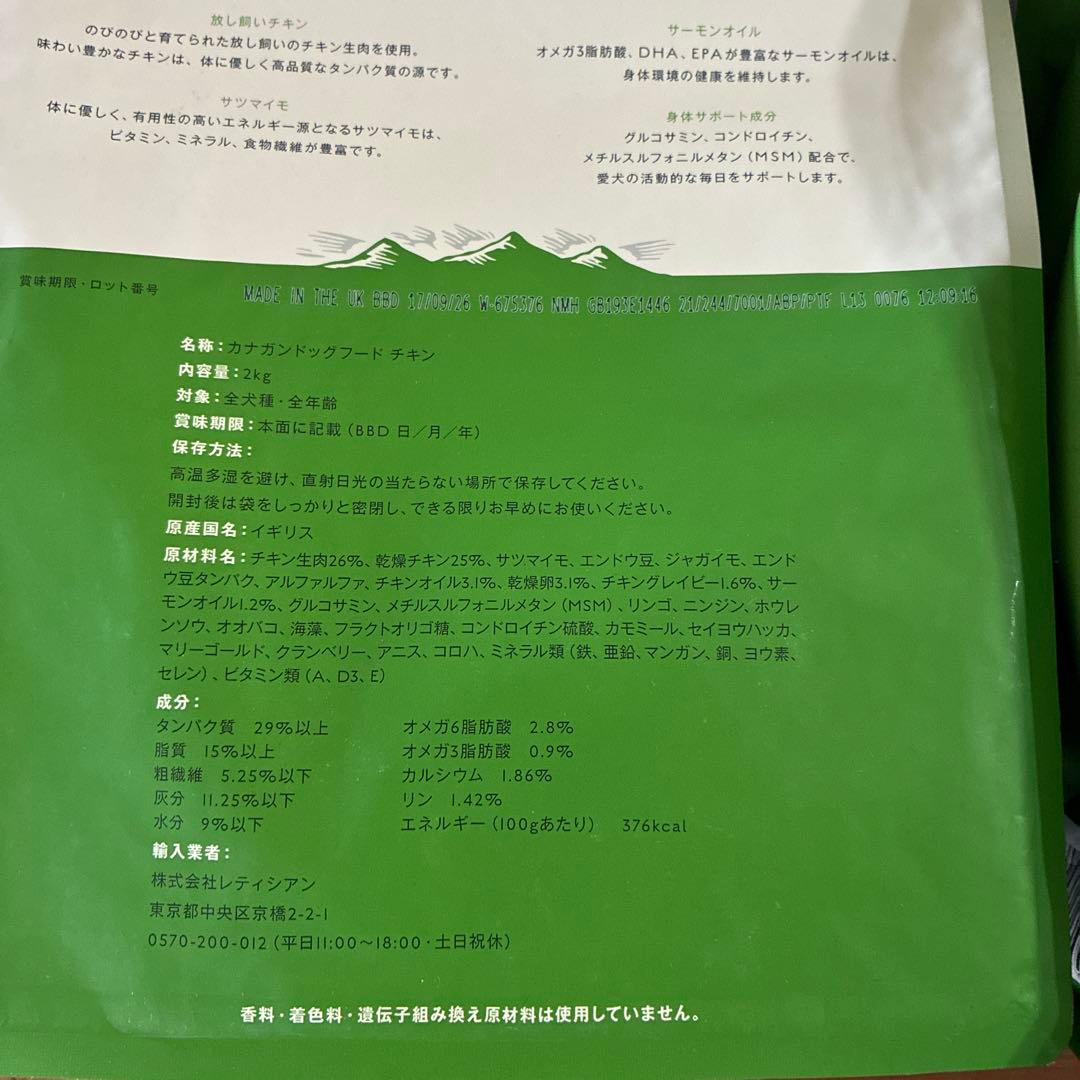 放し飼いチキン
のびのびと育てられた放し飼いのチキン生肉を使用。
味わい豊かなチキンは、体に優しく高品質なタンパク質の源です。
サツマイモ
体に優しく、有用性の高いエネルギー源となるサツマイモは、
ビタミン、ミネラル、食物繊維が豊富です。
サーモンオイル
オメガ3脂肪酸、DHA、EPAが豊富なサーモンオイルは、
身体環境の健康を維持します。
身体サポート成分
グルコサミン、コンドロイチン、
メチルスルフォニルメタン（MSM）配合で、
愛犬の活動的な毎日をサポートします。
賞味期限・ロット番号
MADE IN THE UK BBD 17/09/26 W-675376 NMH GB193E1446 21/244/7001/ABP/PTF L13 0076 12:09:16
名称：カナガンドッグフード チキン
内容量：2kg
対象：全犬種・全年齢
賞味期限：本面に記載（BBD 日／月／年）
保存方法：
高温多湿を避け、直射日光の当たらない場所で保存してください。
開封後は袋をしっかりと密閉し、できる限りお早めにお使いください。
原産国名：イギリス
原材料名：チキン生肉26%、乾燥チキン25%、サツマイモ、エンドウ豆、ジャガイモ、エンド
ウ豆タンパク、アルファルファ、チキンオイル3.1%、乾燥卵3.1%、チキングレイビー1.6%、サー
モンオイル1.2%、グルコサミン、メチルスルフォニルメタン（MSM）、リンゴ、ニンジン、ホウレ
ンソウ、オオバコ、海藻、フラクトオリゴ糖、コンドロイチン硫酸、カモミール、セイヨウハッカ、
マリーゴールド、クランベリー、アニス、コロハ、ミネラル類（鉄、亜鉛、マンガン、銅、ヨウ素、
セレン）、ビタミン類（A、D3、E）
成分：
タンパク質 29%以上 オメガ6脂肪酸 2.8%
脂質 15%以上 オメガ3脂肪酸 0.9%
粗繊維 5.25%以下 カルシウム 1.86%
灰分 11.25%以下 リン 1.42%
水分 9%以下 エネルギー（100gあたり） 376kcal
輸入業者：
株式会社レティシアン
東京都中央区京橋2-2-1
0570-200-012（平日11:00～18:00・土日祝休）
香料・着色料・遺伝子組み換え原材料は使用していません。